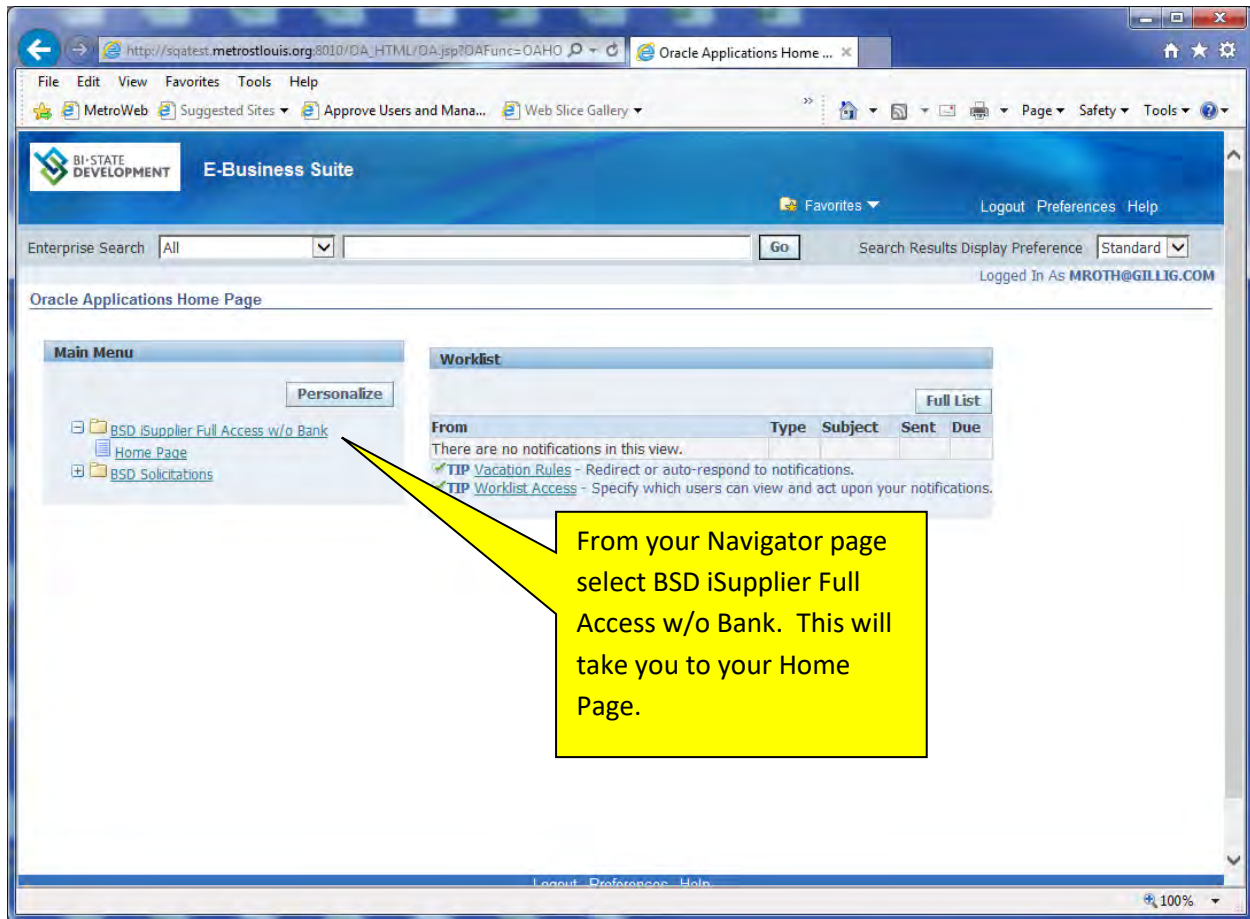 http://sqatest.metrostlouis.org:8010/OA_HTML/OA.jsp?OAFunc=OAHO
Oracle Applications Home ...
File Edit View Favorites Tools Help
MetroWeb Suggested Sites Approve Users and Mana... Web Slice Gallery
Page Safety Tools
BI-STATE
DEVELOPMENT
E-Business Suite
Favorites
Logout Preferences Help
Enterprise Search All Go Search Results Display Preference Standard
Logged In As MROTH@GILLIG.COM
Oracle Applications Home Page
Main Menu
Personalize
BSD iSupplier Full Access w/o Bank
Home Page
BSD Solicitations
Worklist
Full List
From Type Subject Sent Due
There are no notifications in this view.
TIP Vacation Rules - Redirect or auto-respond to notifications.
TIP Worklist Access - Specify which users can view and act upon your notifications.
From your Navigator page
select BSD iSupplier Full
Access w/o Bank. This will
take you to your Home
Page.
Logout Preferences Help
100%